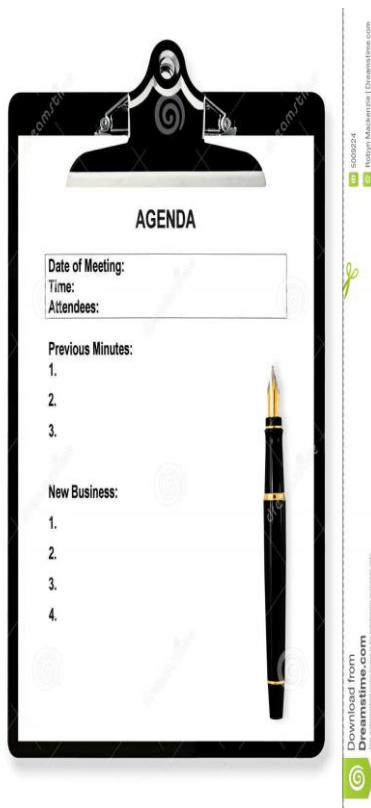 AGENDA
Date of Meeting:
Time:
Attendees:
Previous Minutes:
1.
2.
3.
New Business:
1.
2.
3.
4.
5009224
Robyn Mackenzie | Dreamstime.com
Download from
Dreamstime.com